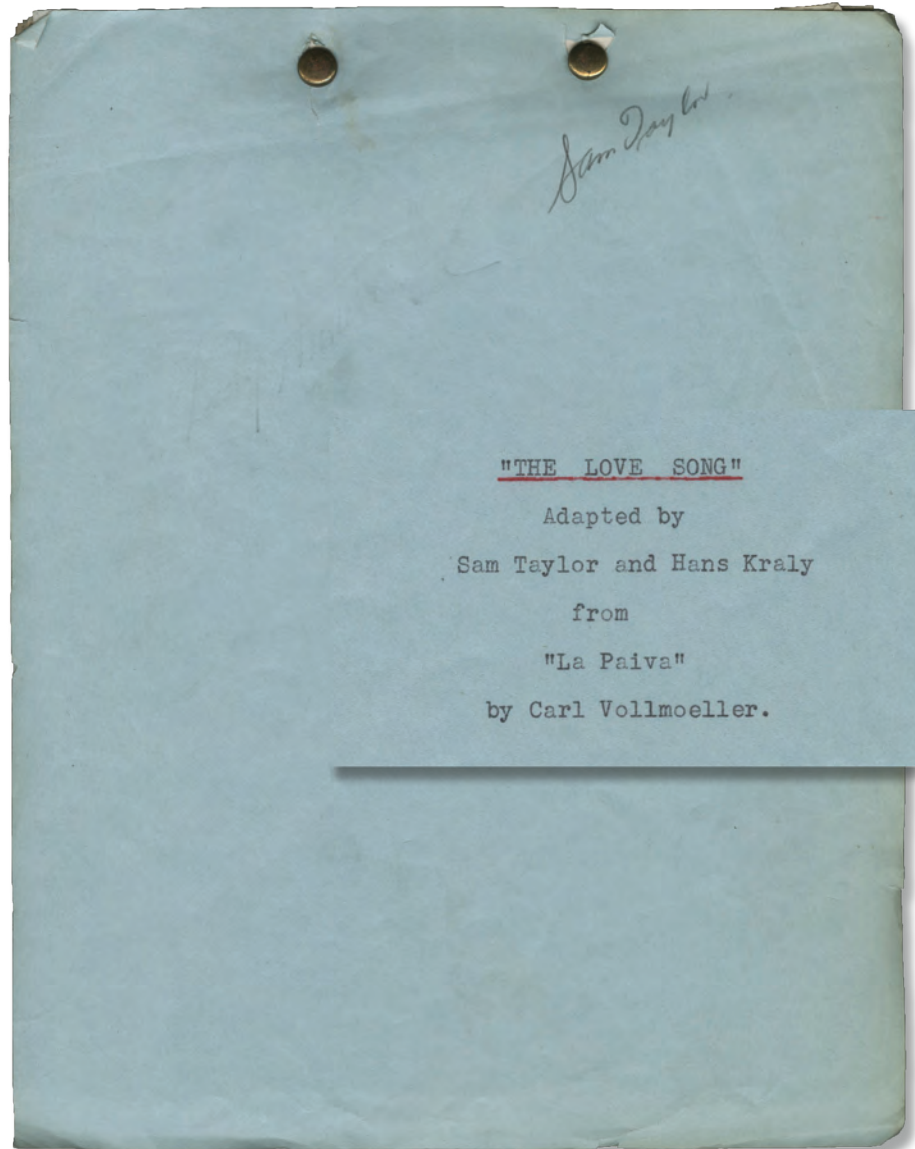 Sam Taylor.
"THE LOVE SONG"
Adapted by
Sam Taylor and Hans Kraly
from
"La Paiva"
by Carl Vollmoeller.